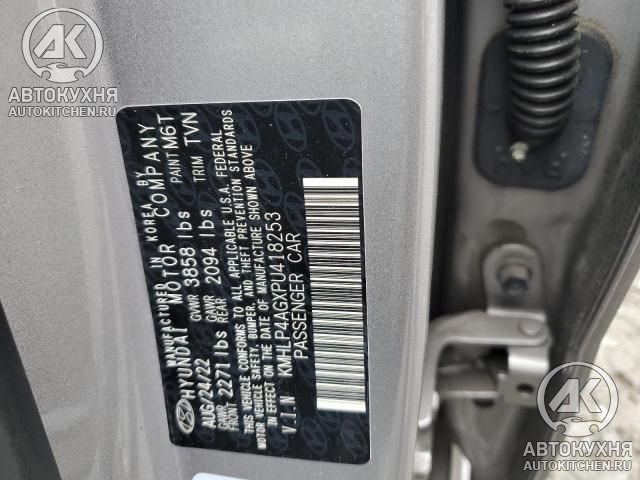 MANUFACTURED IN KOREA BY
HYUNDAI MOTOR COMPANY
AUG/24/22 GVWR 3858 lbs PAINT M6T
GAWR FRONT 2271 lbs GAWR REAR 2094 lbs TRIM TVN
THIS VEHICLE CONFORMS TO ALL APPLICABLE U.S.A. FEDERAL
MOTOR VEHICLE SAFETY, BUMPER, AND THEFT PREVENTION STANDARDS
IN EFFECT ON THE DATE OF MANUFACTURE SHOWN ABOVE
V.I.N KMHLP4AGXPU418253
PASSENGER CAR
АК
АВТОКУХНЯ
AUTOKITCHEN.RU
АК
АВТОКУХНЯ
AUTOKITCHEN.RU